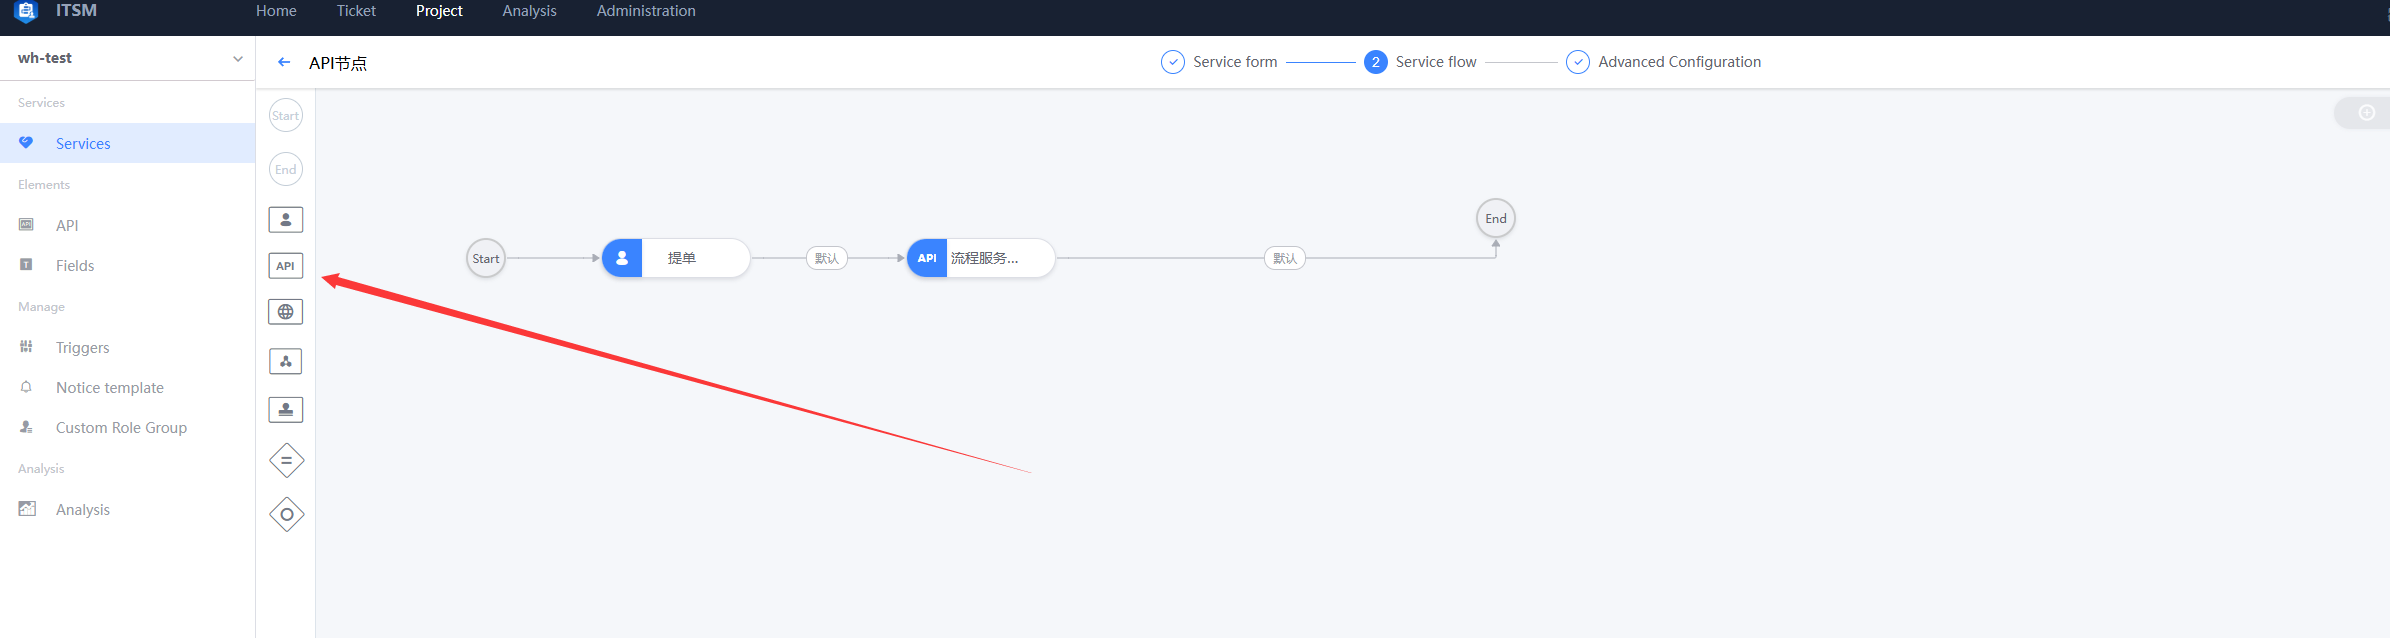 ITSM
Home Ticket Project Analysis Administration
wh-test
API节点
Service form 2 Service flow Advanced Configuration
Services
Services
Elements
API
Fields
Manage
Triggers
Notice template
Custom Role Group
Analysis
Analysis
Start
End
API
Start
提单
默认
API 流程服务...
默认
End